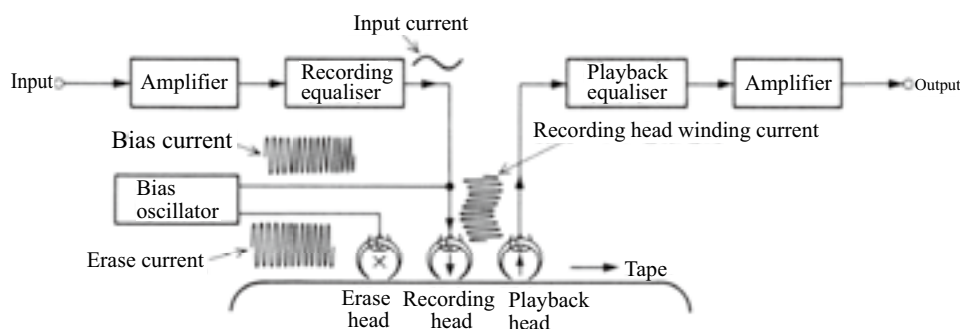 Input current
Input
Amplifier
Recording
equaliser
Playback
equaliser
Amplifier
Output
Recording head winding current
Bias current
Bias
oscillator
Erase current
Tape
Erase
head
Recording
head
Playback
head